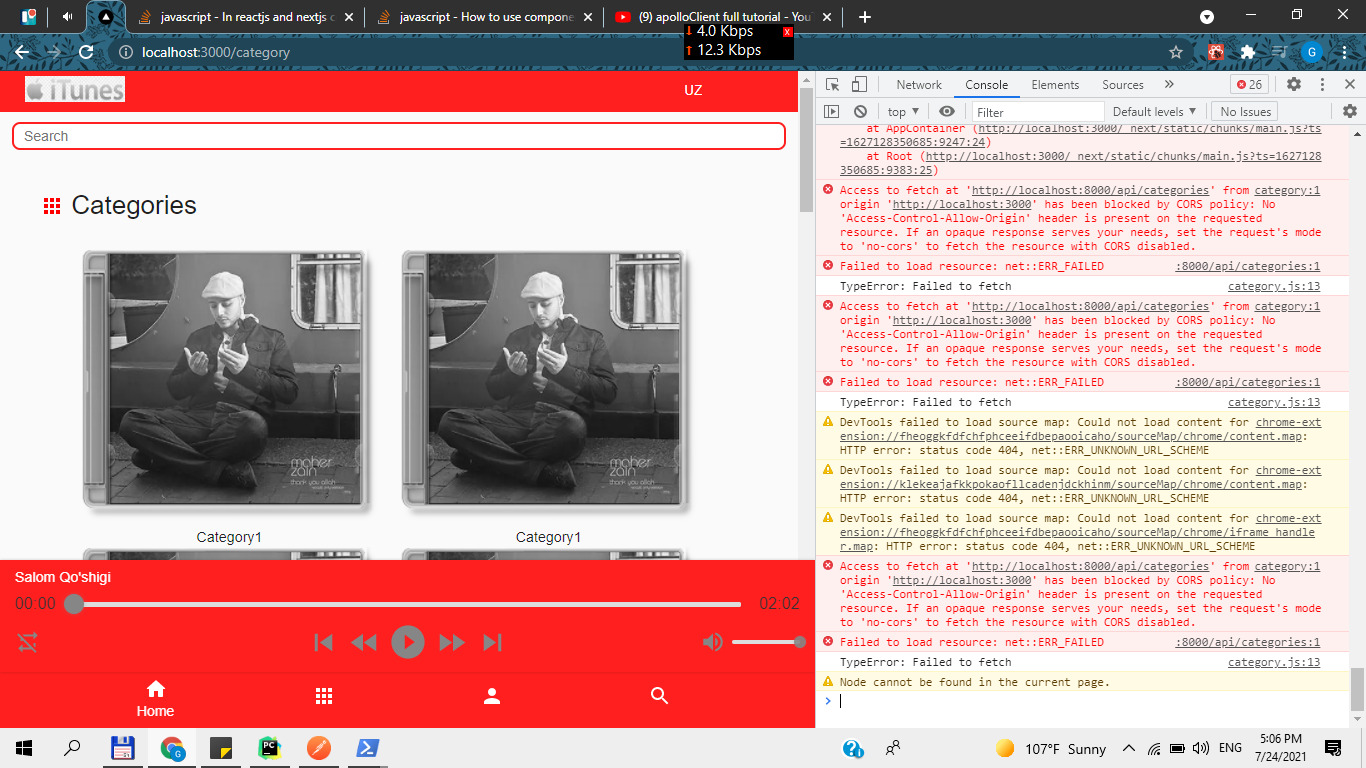 javascript - In reactjs and nextjs c
javascript - How to use compone
(9) apolloClient full tutorial - You
4.0 Kbps
x
12.3 Kbps
localhost:3000/category
G
iTunes
UZ
Search
Categories
maher
zain
thank you allah
maher
zain
thank you allah
Category1
Category1
Salom Qo'shigi
00:00
02:02
Home
Network
Console
Elements
Sources
26
top
Filter
Default levels
No Issues
at AppContainer (http://localhost:3000/_next/static/chunks/main.js?ts
=1627128350685:9247:24)
at Root (http://localhost:3000/_next/static/chunks/main.js?ts=1627128
350685:9383:25)
Access to fetch at 'http://localhost:8000/api/categories' from category:1
origin 'http://localhost:3000' has been blocked by CORS policy: No
'Access-Control-Allow-Origin' header is present on the requested
resource. If an opaque response serves your needs, set the request's mode
to 'no-cors' to fetch the resource with CORS disabled.
Failed to load resource: net::ERR_FAILED :8000/api/categories:1
TypeError: Failed to fetch category.js:13
Access to fetch at 'http://localhost:8000/api/categories' from category:1
origin 'http://localhost:3000' has been blocked by CORS policy: No
'Access-Control-Allow-Origin' header is present on the requested
resource. If an opaque response serves your needs, set the request's mode
to 'no-cors' to fetch the resource with CORS disabled.
Failed to load resource: net::ERR_FAILED :8000/api/categories:1
TypeError: Failed to fetch category.js:13
DevTools failed to load source map: Could not load content for chrome-ext
ension://fheoggkfdfchfphceeifdbepaooicaho/sourceMap/chrome/content.map:
HTTP error: status code 404, net::ERR_UNKNOWN_URL_SCHEME
DevTools failed to load source map: Could not load content for chrome-ext
ension://klekeajafkkpokaofllcadenjdckhinm/sourceMap/chrome/content.map:
HTTP error: status code 404, net::ERR_UNKNOWN_URL_SCHEME
DevTools failed to load source map: Could not load content for chrome-ext
ension://fheoggkfdfchfphceeifdbepaooicaho/sourceMap/chrome/iframe_handle
r.map: HTTP error: status code 404, net::ERR_UNKNOWN_URL_SCHEME
Access to fetch at 'http://localhost:8000/api/categories' from category:1
origin 'http://localhost:3000' has been blocked by CORS policy: No
'Access-Control-Allow-Origin' header is present on the requested
resource. If an opaque response serves your needs, set the request's mode
to 'no-cors' to fetch the resource with CORS disabled.
Failed to load resource: net::ERR_FAILED :8000/api/categories:1
TypeError: Failed to fetch category.js:13
Node cannot be found in the current page.
G
PC
107°F Sunny
ENG
5:06 PM
7/24/2021